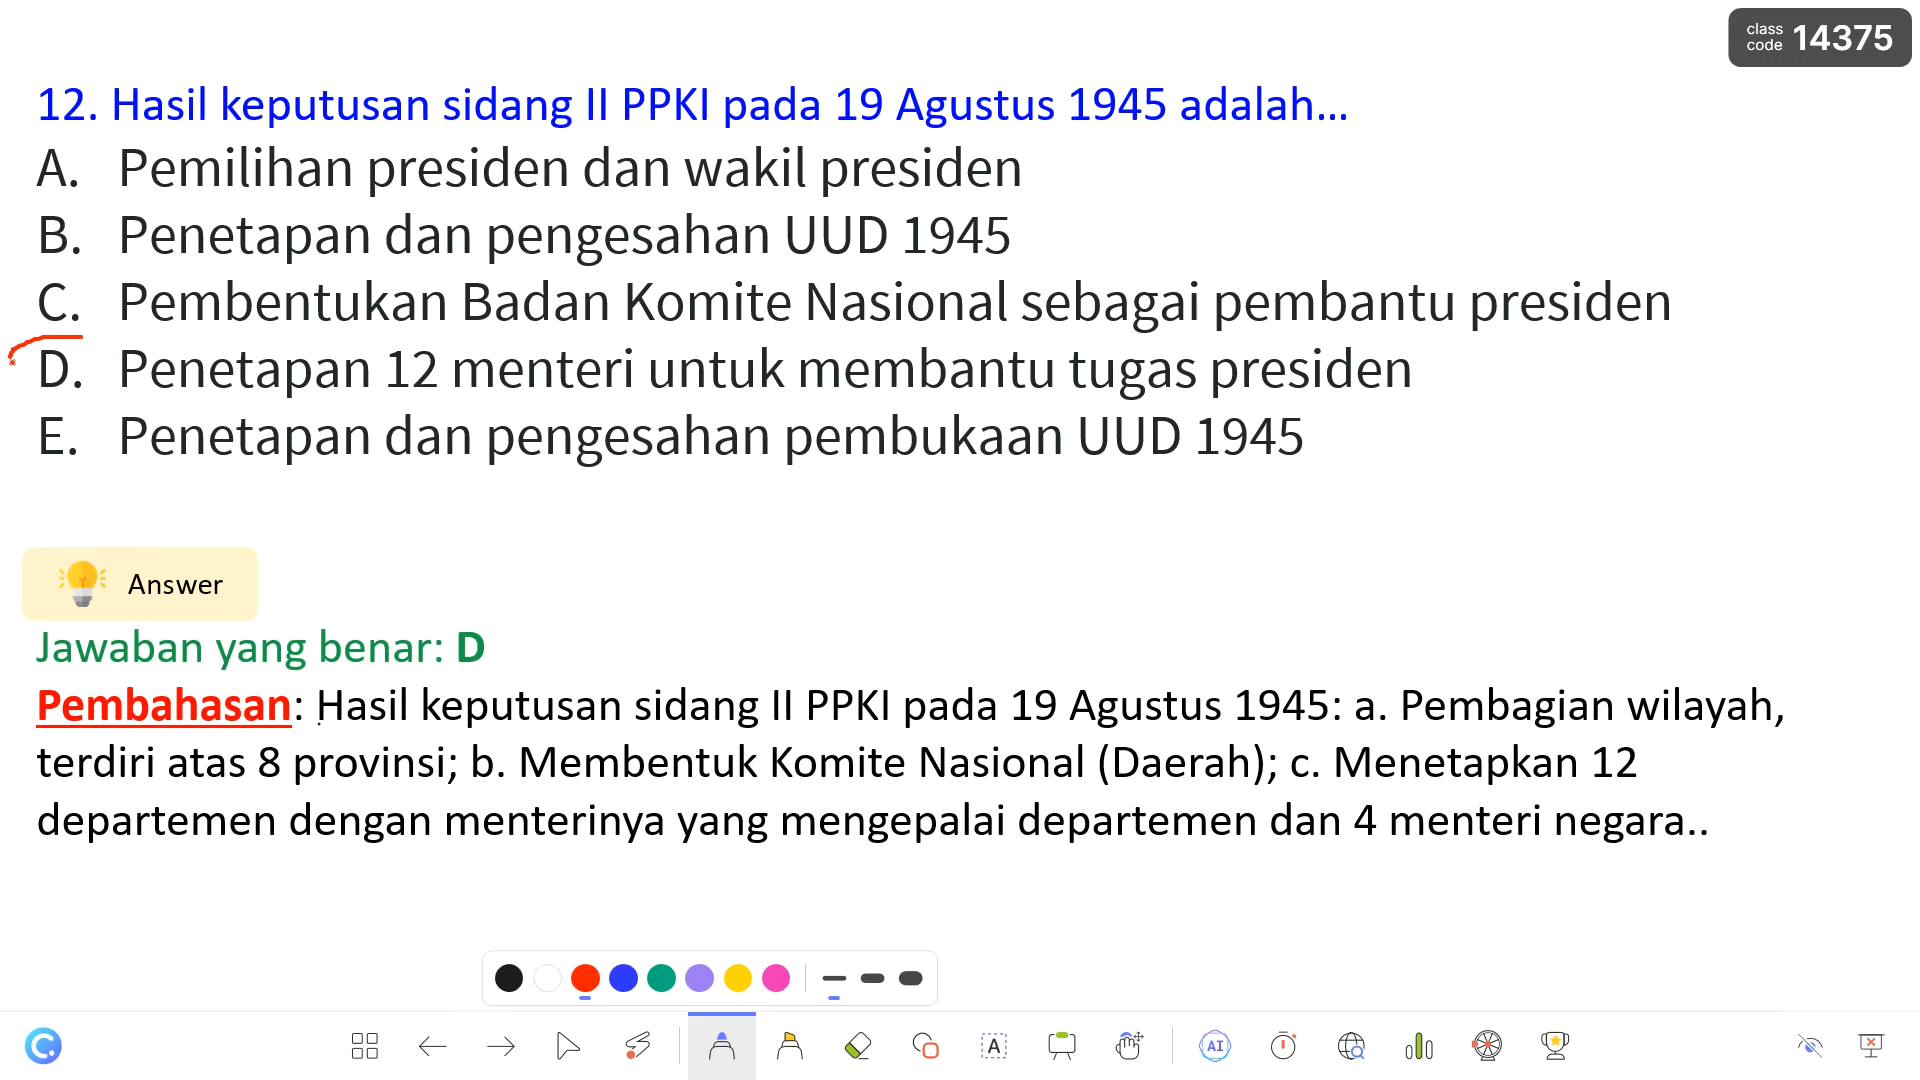 class code 14375
12. Hasil keputusan sidang II PPKI pada 19 Agustus 1945 adalah...
A. Pemilihan presiden dan wakil presiden
B. Penetapan dan pengesahan UUD 1945
C. Pembentukan Badan Komite Nasional sebagai pembantu presiden
D. Penetapan 12 menteri untuk membantu tugas presiden
E. Penetapan dan pengesahan pembukaan UUD 1945
Answer
Jawaban yang benar: D
Pembahasan: Hasil keputusan sidang II PPKI pada 19 Agustus 1945: a. Pembagian wilayah,
terdiri atas 8 provinsi; b. Membentuk Komite Nasional (Daerah); c. Menetapkan 12
departemen dengan menterinya yang mengepalai departemen dan 4 menteri negara..
A
AI